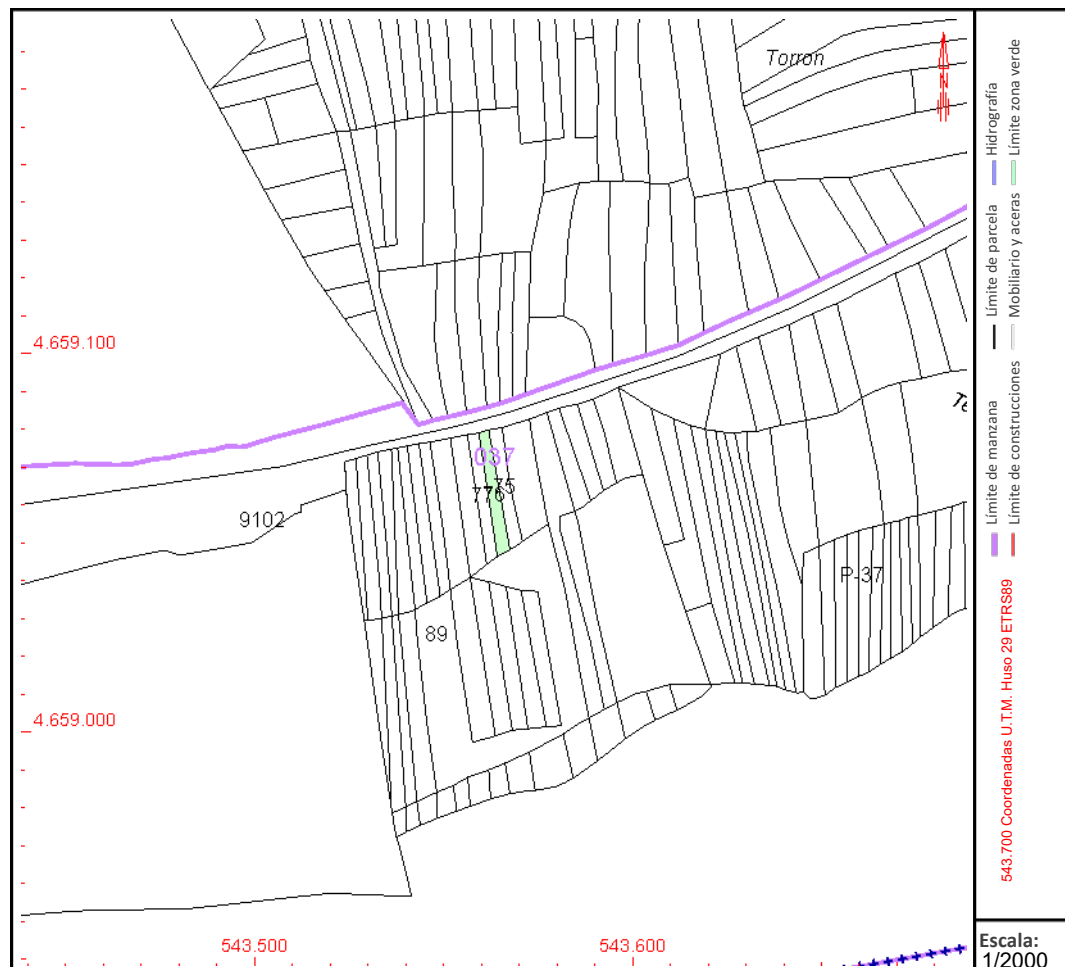 Torron
4.659.100
037
75
776
9102
P-37
89
4.659.000
543.500
543.600
N
Límite de manzana
Límite de construcciones
Límite de parcela
Mobiliario y aceras
Hidrografía
Límite zona verde
543.700 Coordenadas U.T.M. Huso 29 ETRS89
Escala:
1/2000